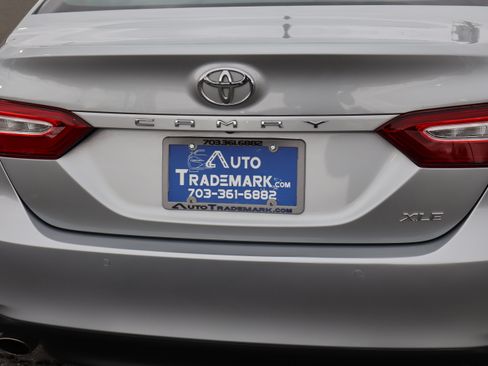 CAMRY
703.361.6882
AUTO
TRADEMARK.COM
703-361-6882
AUTOTRADEMARK.COM
XLE